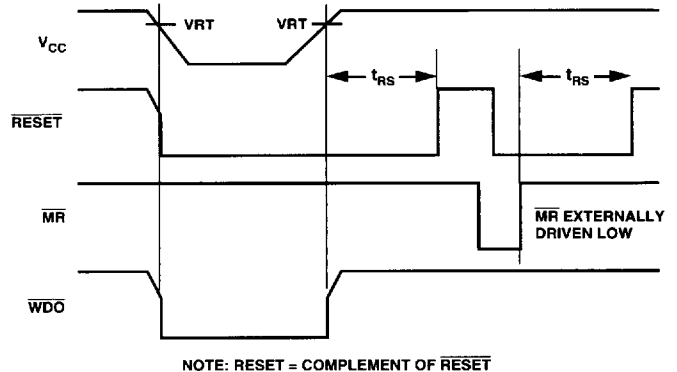 VRT VRT
VCC
tRS tRS
RESET
MR
MR EXTERNALLY
DRIVEN LOW
WDO
NOTE: RESET = COMPLEMENT OF RESET